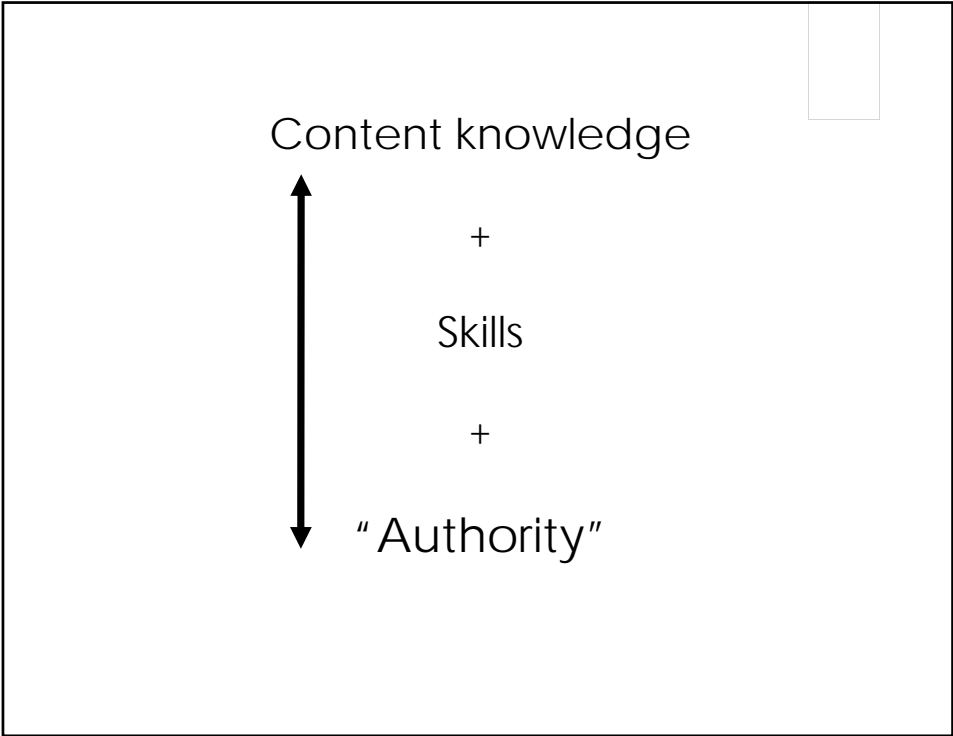 Content knowledge
+
Skills
+
“Authority”